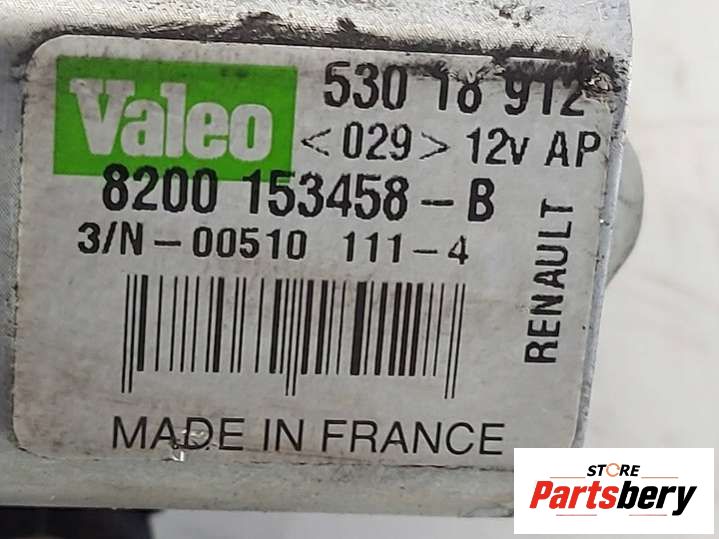 Valeo
530 18 912
<029> 12v AP
8200 153458-B
3/N-00510 111-4
RENAULT
MADE IN FRANCE
STORE
Partsbery